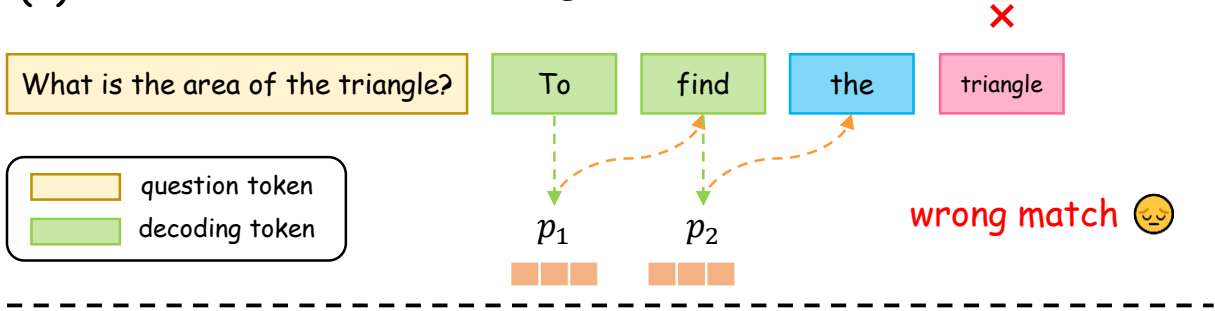 What is the area of the triangle? To find the triangle
question token
decoding token
p₁ p₂
wrong match